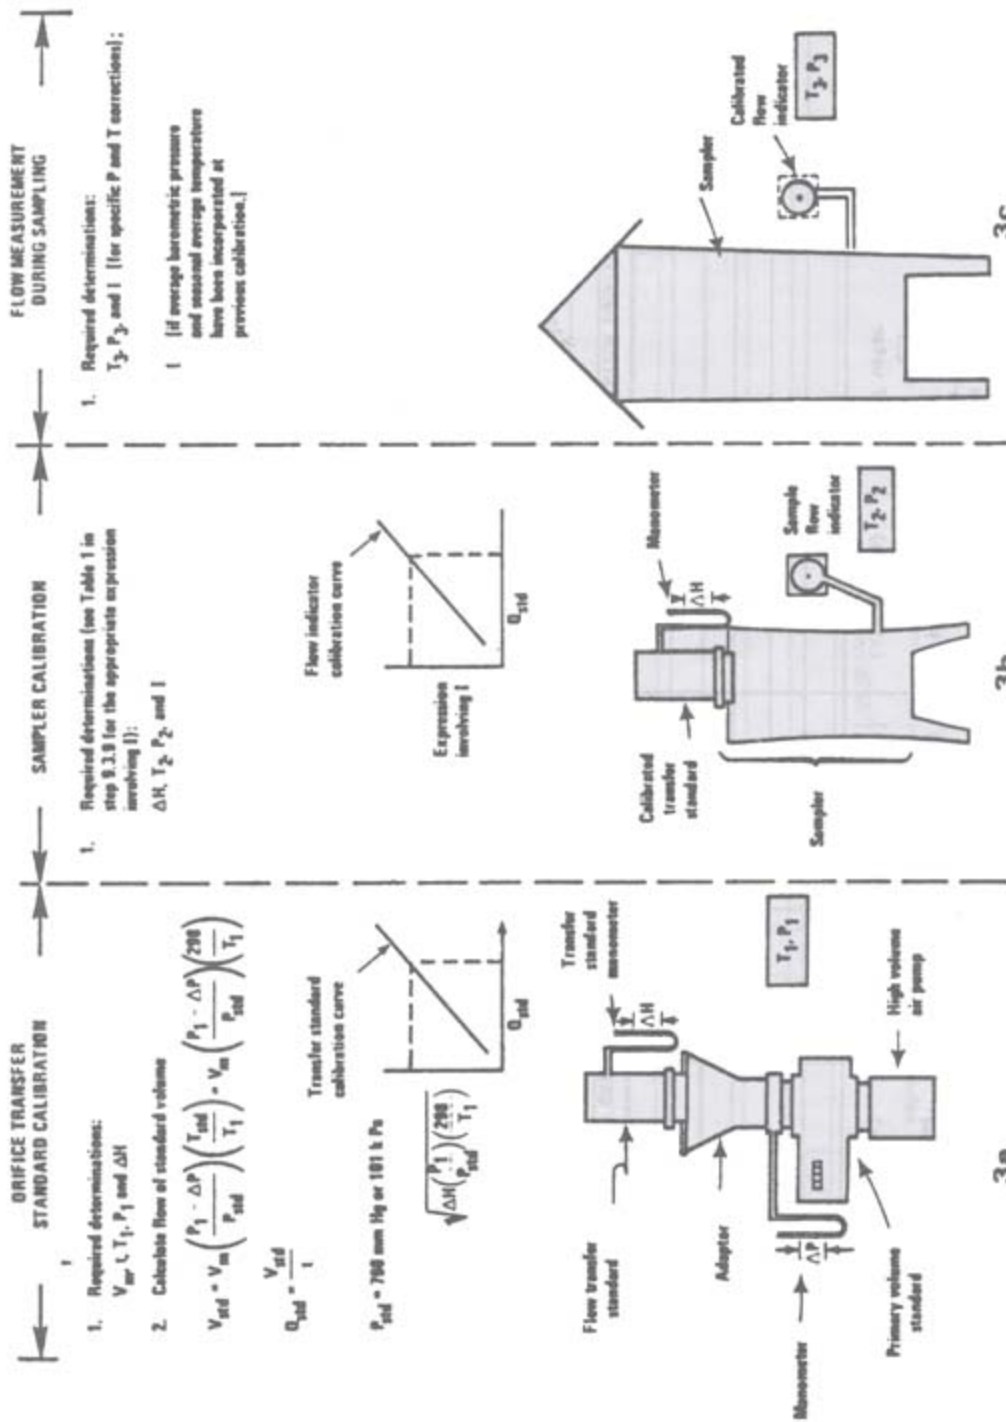 ORIFICE TRANSFER
STANDARD CALIBRATION
1. Required determinations:
V_m, t, T_1, P_1 and ΔH
2. Calculate flow of standard volume
V_std = V_m ((P_1 - ΔP)/P_std) (T_std/T_1) = V_m ((P_1 - ΔP)/P_std) (298/T_1)
Q_std = V_std/t
P_std = 760 mm Hg or 101 k Pa
Transfer standard
calibration curve
√(ΔH (P_1/P_std) (298/T_1))
Q_std
Flow transfer
standard
Transfer
standard
manometer
ΔH
T_1, P_1
Adaptor
ΔP
Manometer
Primary volume
standard
High volume
air pump
3a
SAMPLER CALIBRATION
1. Required determinations (see Table 1 in
step 9.3.9 for the appropriate expression
involving I):
ΔH, T_2, P_2, and I
Flow indicator
calibration curve
Expression
involving I
Q_std
Manometer
ΔH
Calibrated
transfer
standard
Sample
flow
indicator
T_2, P_2
Sampler
3b
FLOW MEASUREMENT
DURING SAMPLING
1. Required determinations:
T_3, P_3, and I [for specific P and T corrections];
I [if average barometric pressure
and seasonal average temperature
have been incorporated at
previous calibration.]
Sampler
Calibrated
flow
indicator
T_3, P_3
3c